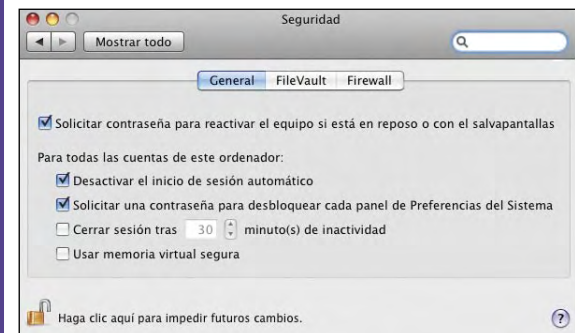 Seguridad
Mostrar todo
General FileVault Firewall
Solicitar contraseña para reactivar el equipo si está en reposo o con el salvapantallas
Para todas las cuentas de este ordenador:
Desactivar el inicio de sesión automático
Solicitar una contraseña para desbloquear cada panel de Preferencias del Sistema
Cerrar sesión tras 30 minuto(s) de inactividad
Usar memoria virtual segura
Haga clic aquí para impedir futuros cambios. ?